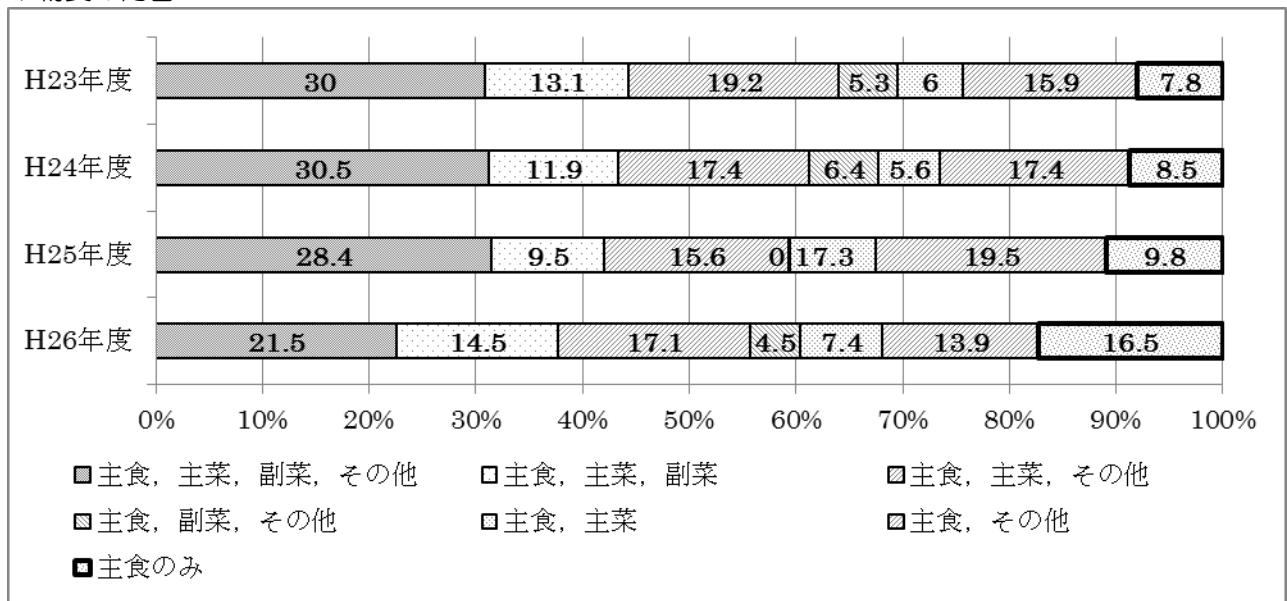 H23年度 30 13.1 19.2 5.3 6 15.9 7.8
H24年度 30.5 11.9 17.4 6.4 5.6 17.4 8.5
H25年度 28.4 9.5 15.6 0 17.3 19.5 9.8
H26年度 21.5 14.5 17.1 4.5 7.4 13.9 16.5
0% 10% 20% 30% 40% 50% 60% 70% 80% 90% 100%
主食，主菜，副菜，その他 主食，主菜，副菜 主食，主菜，その他
主食，副菜，その他 主食，主菜 主食，その他
主食のみ